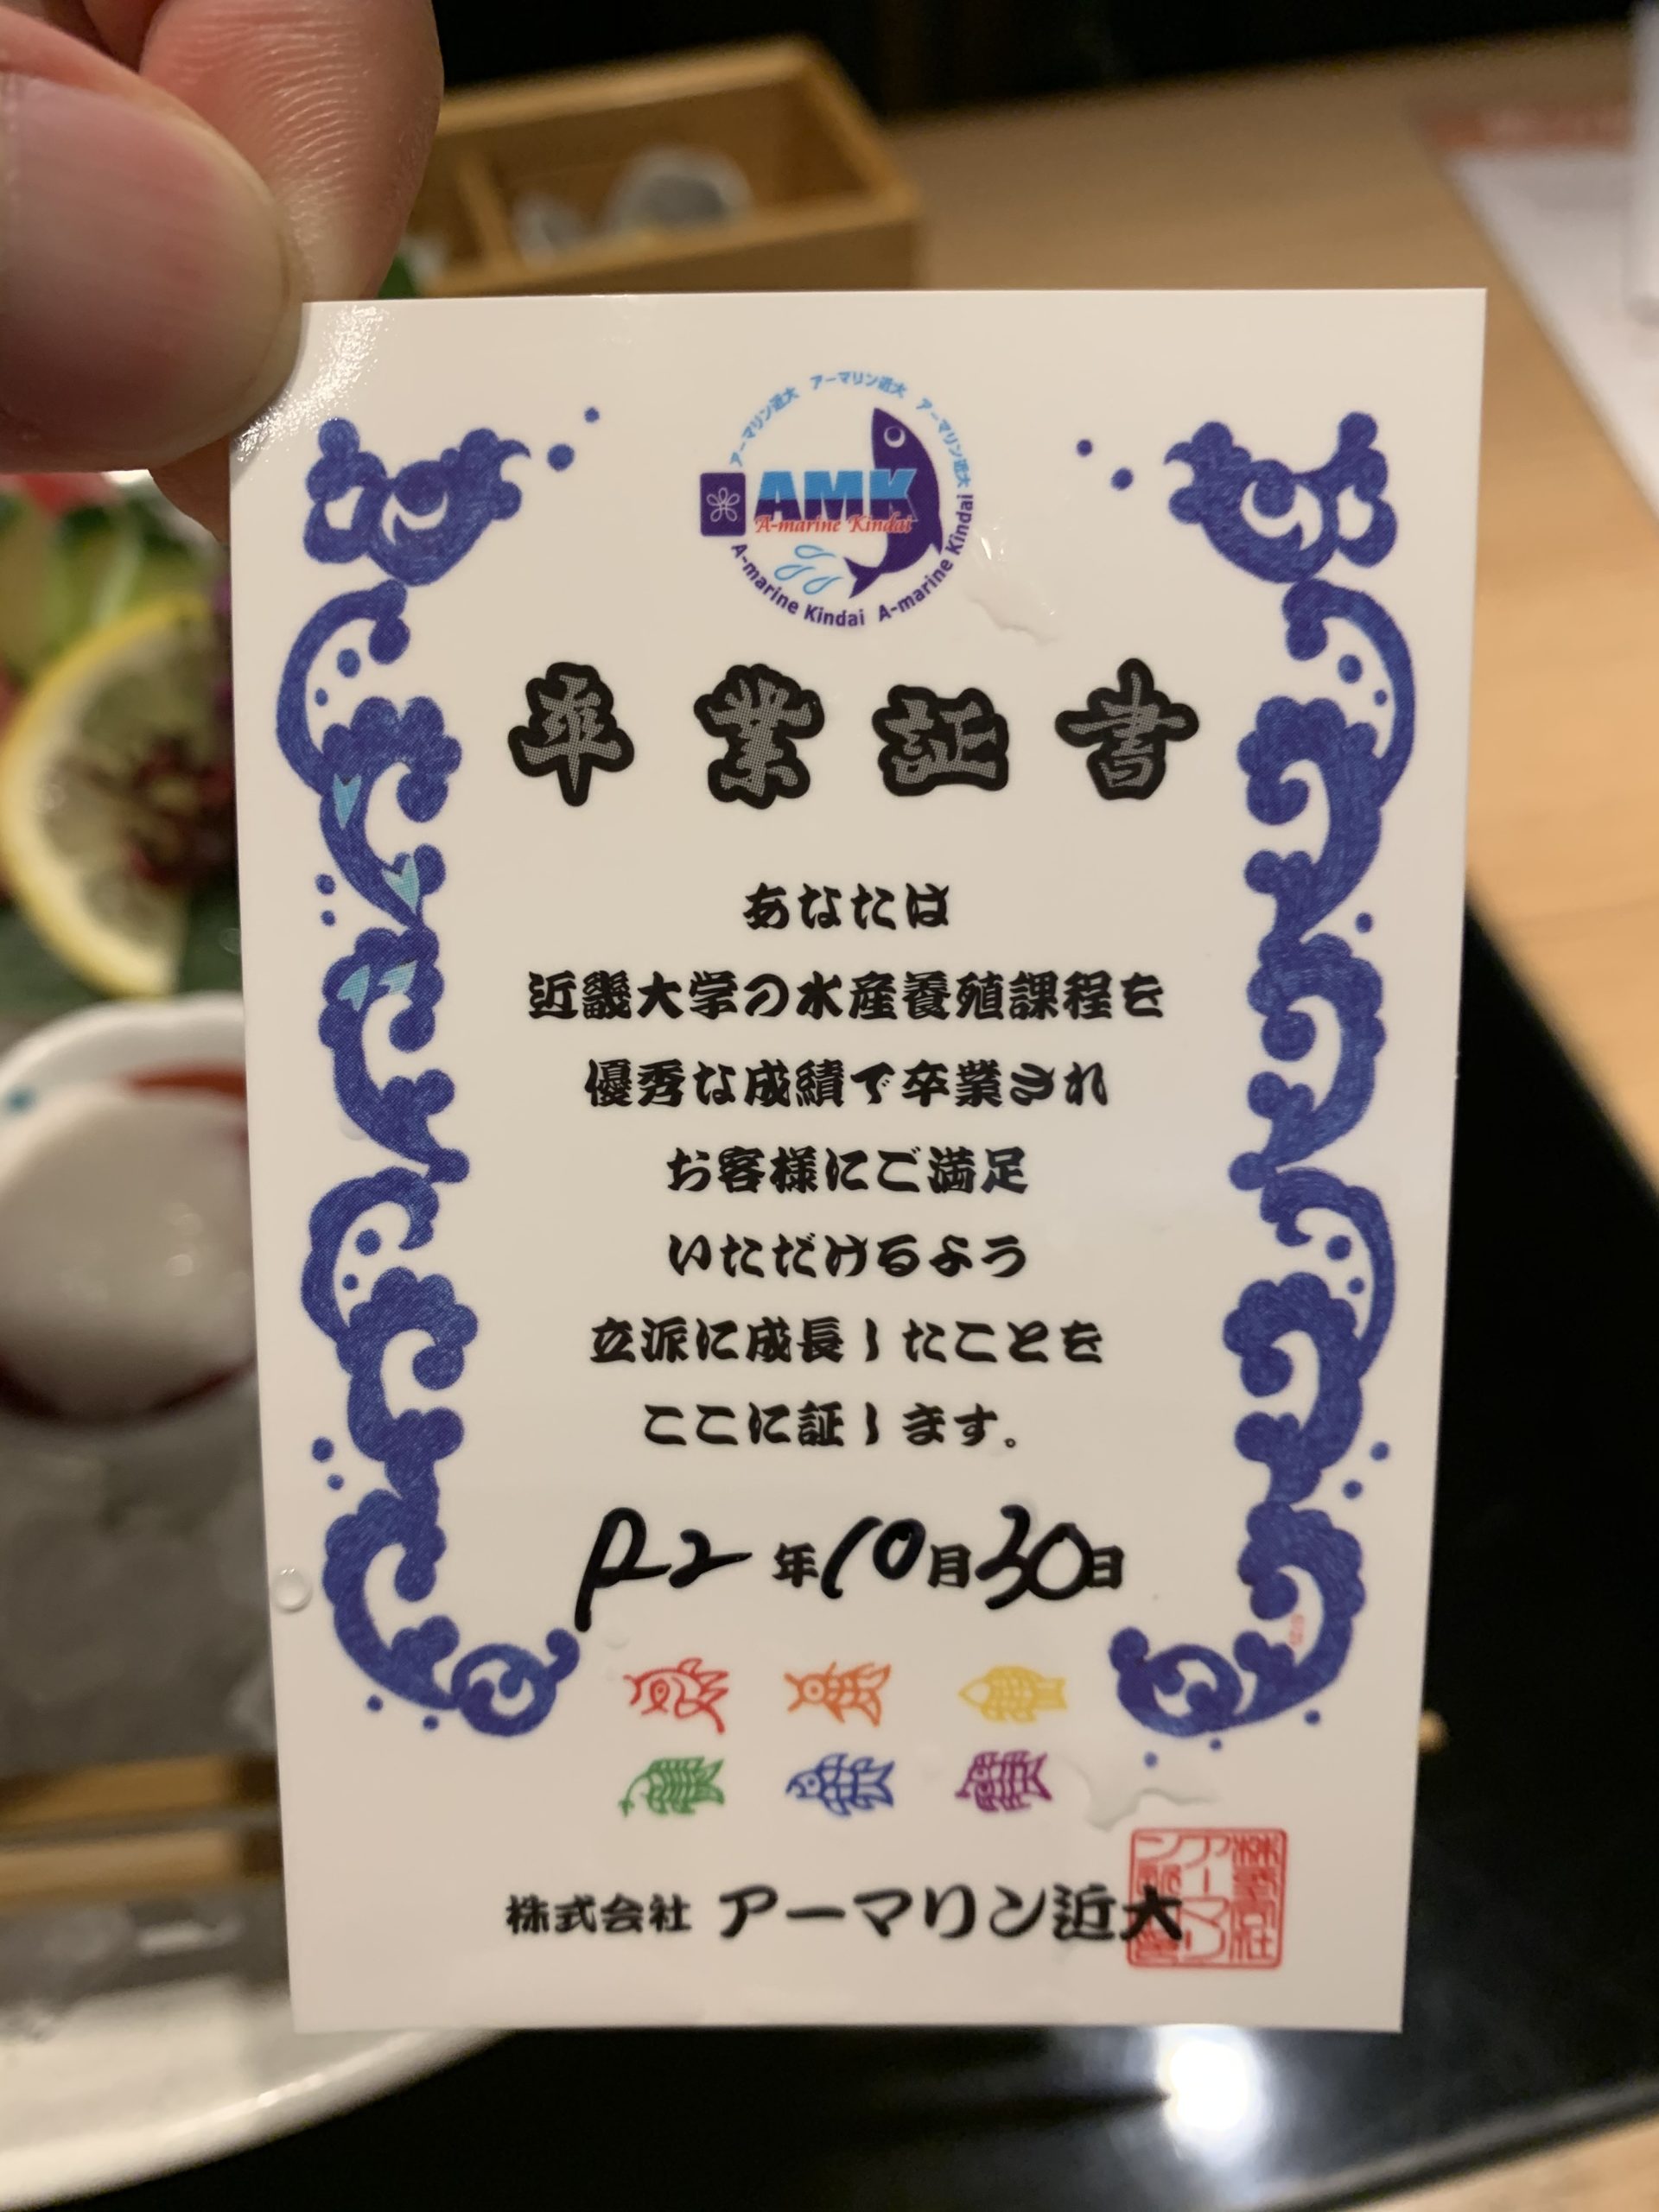 アーマリン近大 アーマリン近大 アーマリン近大
AMK
A-marine Kindai
A-marine Kindai A-marine Kindai
卒業証書
あなたは
近畿大学の水産養殖課程を
優秀な成績で卒業され
お客様にご満足
いただけるよう
立派に成長したことを
ここに証します。
R2年10月30日
株式会社 アーマリン近大